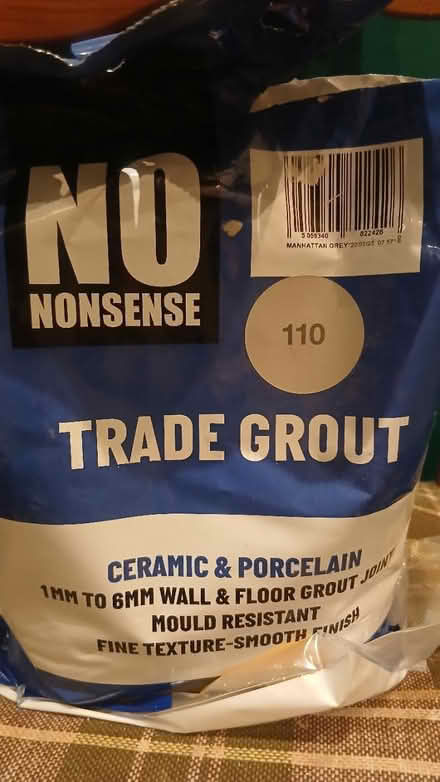 NO
NONSENSE
MANHATTAN GREY
110
TRADE GROUT
CERAMIC & PORCELAIN
1MM TO 6MM WALL & FLOOR GROUT JOINT
MOULD RESISTANT
FINE TEXTURE-SMOOTH FINISH